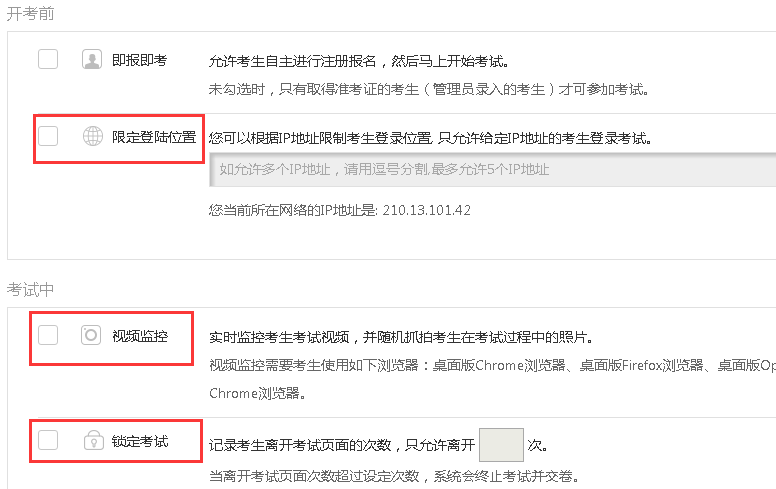 开考前
即报即考
允许考生自主进行注册报名，然后马上开始考试。
未勾选时，只有取得准考证的考生（管理员录入的考生）才可参加考试。
限定登陆位置
您可以根据IP地址限制考生登录位置, 只允许给定IP地址的考生登录考试。
如允许多个IP地址，请用逗号分割,最多允许5个IP地址
您当前所在网络的IP地址是: 210.13.101.42
考试中
视频监控
实时监控考生考试视频，并随机抓拍考生在考试过程中的照片。
视频监控需要考生使用如下浏览器：桌面版Chrome浏览器、桌面版Firefox浏览器、桌面版Op
Chrome浏览器。
锁定考试
记录考生离开考试页面的次数，只允许离开 次。
当离开考试页面次数超过设定次数，系统会终止考试并交卷。